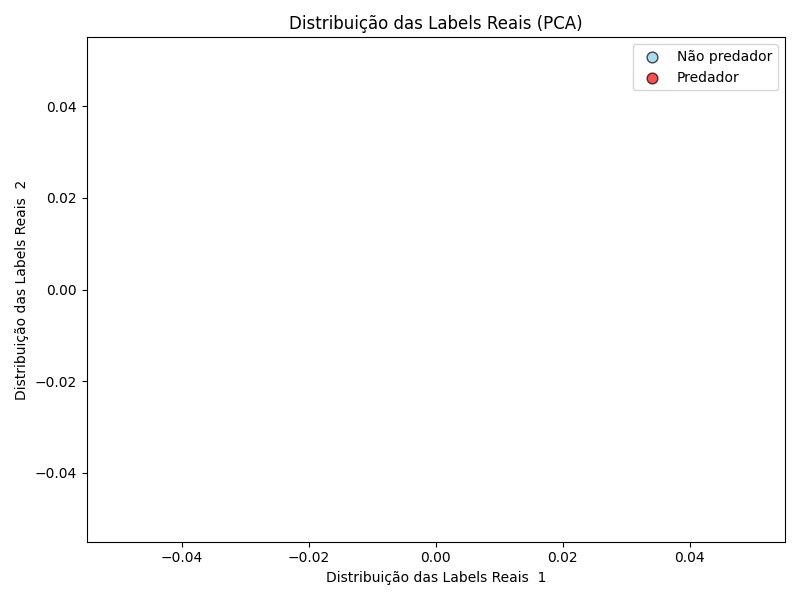 Distribuição das Labels Reais (PCA)
Não predador
Predador
0.04
0.02
0.00
−0.02
−0.04
Distribuição das Labels Reais  2
−0.04
−0.02
0.00
0.02
0.04
Distribuição das Labels Reais  1